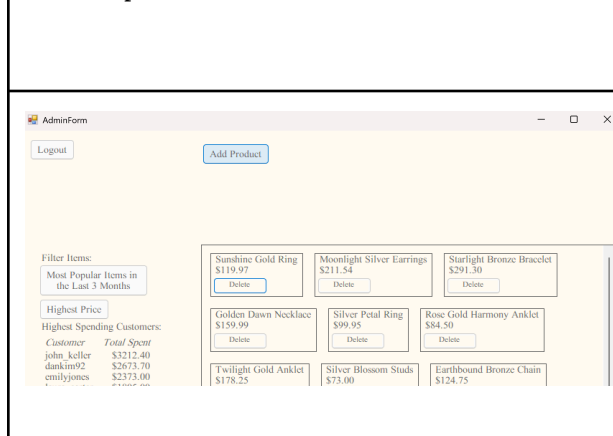 AdminForm
Logout
Add Product
Filter Items:
Most Popular Items in
the Last 3 Months
Highest Price
Highest Spending Customers:
Customer Total Spent
john_keller $3212.40
dankim92 $2673.70
emilyjones $2373.00
Sunshine Gold Ring
$119.97
Delete
Moonlight Silver Earrings
$211.54
Delete
Starlight Bronze Bracelet
$291.30
Delete
Golden Dawn Necklace
$159.99
Delete
Silver Petal Ring
$99.95
Delete
Rose Gold Harmony Anklet
$84.50
Delete
Twilight Gold Anklet
$178.25
Silver Blossom Studs
$73.00
Earthbound Bronze Chain
$124.75